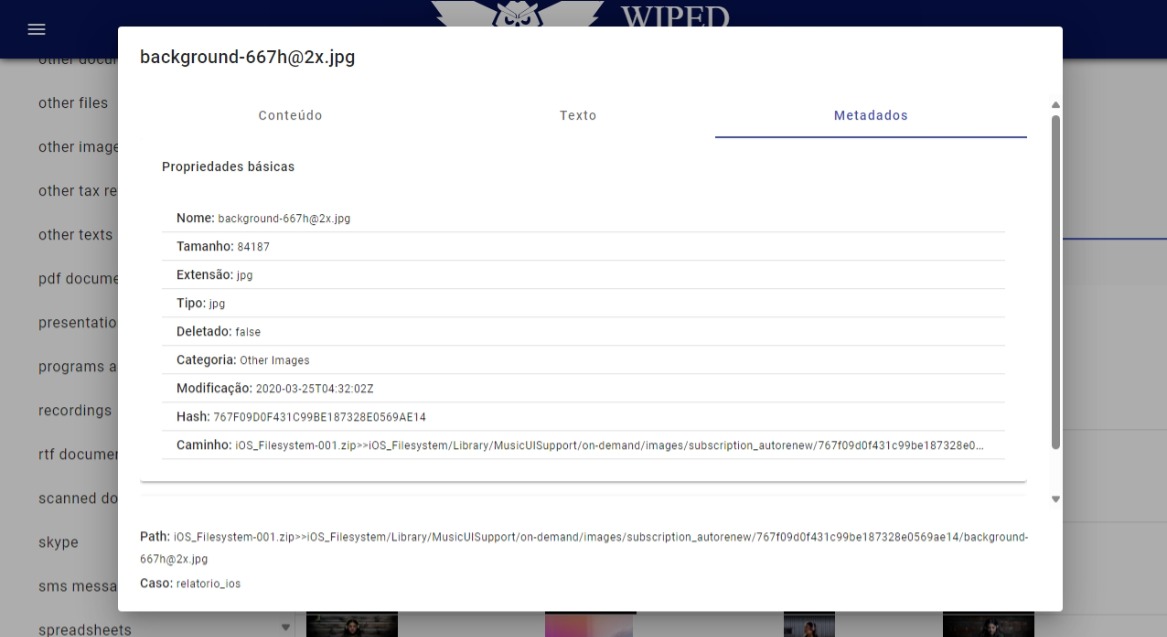 WIPED
background-667h@2x.jpg
other docu
other files
other image
other tax re
other texts
pdf docume
presentatio
programs a
recordings
rtf documen
scanned do
skype
sms messa
spreadsheets
Conteúdo
Texto
Metadados
Propriedades básicas
Nome: background-667h@2x.jpg
Tamanho: 84187
Extensão: jpg
Tipo: jpg
Deletado: false
Categoria: Other Images
Modificação: 2020-03-25T04:32:02Z
Hash: 767F09D0F431C99BE187328E0569AE14
Caminho: iOS_Filesystem-001.zip>>iOS_Filesystem/Library/MusicUISupport/on-demand/images/subscription_autorenew/767f09d0f431c99be187328e0...
Path: iOS_Filesystem-001.zip>>iOS_Filesystem/Library/MusicUISupport/on-demand/images/subscription_autorenew/767f09d0f431c99be187328e0569ae14/background-
667h@2x.jpg
Caso: relatorio_ios